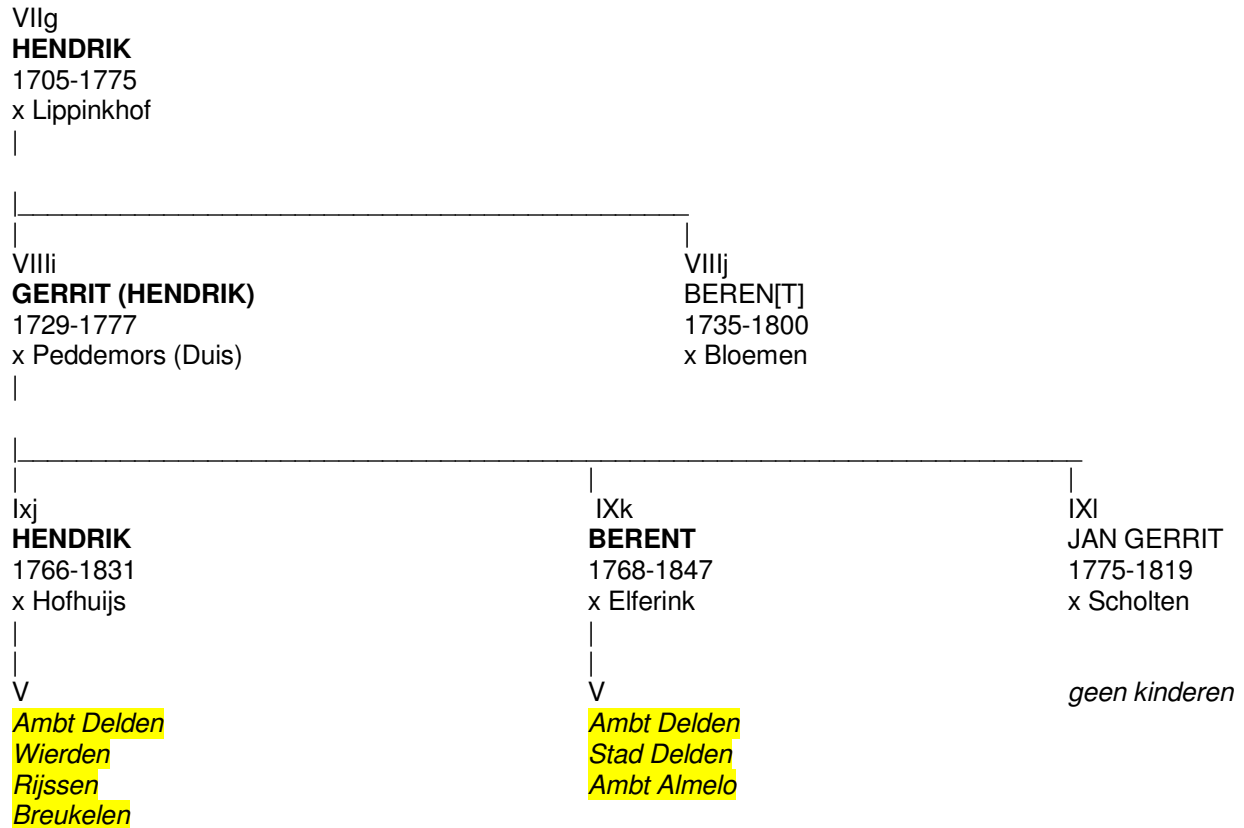 VIIg
HENDRIK
1705-1775
x Lippinkhof
VIIIi VIIIj
GERRIT (HENDRIK) BEREN[T]
1729-1777 1735-1800
x Peddemors (Duis) x Bloemen
Ixj IXk IXl
HENDRIK BERENT JAN GERRIT
1766-1831 1768-1847 1775-1819
x Hofhuijs x Elferink x Scholten
V V geen kinderen
Ambt Delden Ambt Delden
Wierden Stad Delden
Rijssen Ambt Almelo
Breukelen